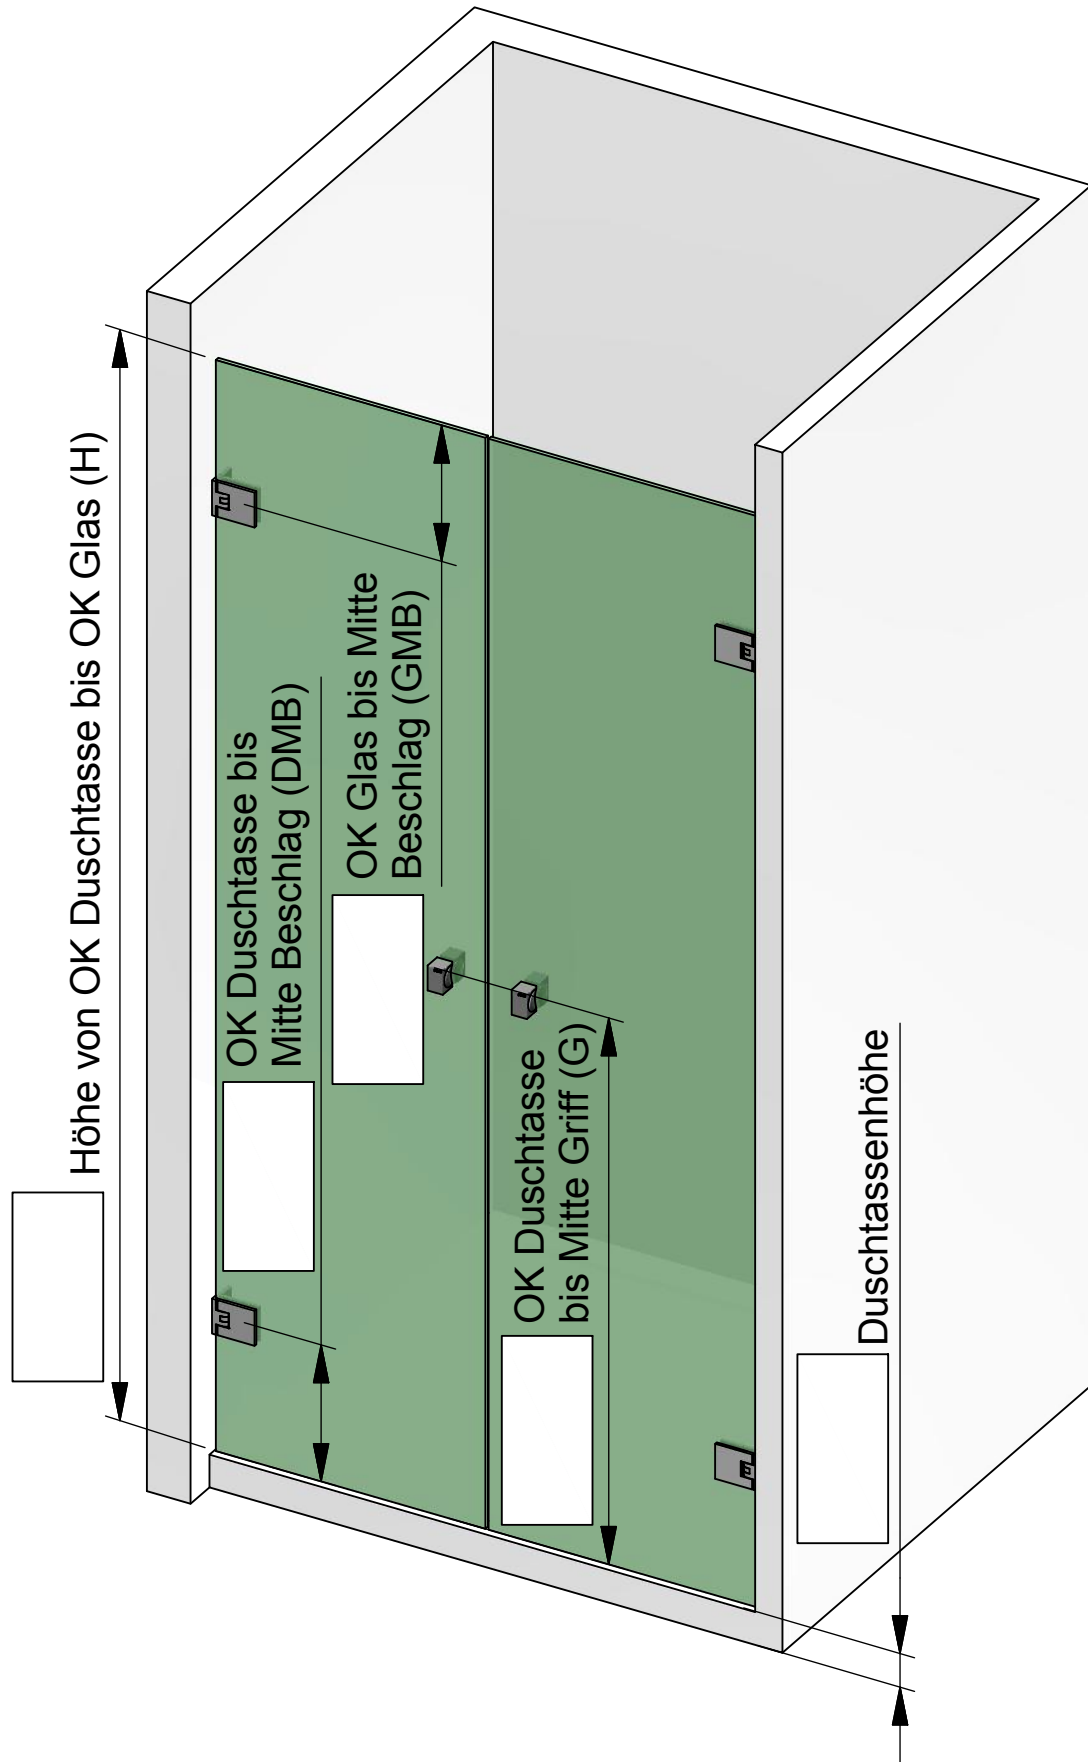 Höhe von OK Duschtasse bis OK Glas (H)
OK Duschtasse bis
Mitte Beschlag (DMB)
OK Glas bis Mitte
Beschlag (GMB)
OK Duschtasse
bis Mitte Griff (G)
Duschtassenhöhe